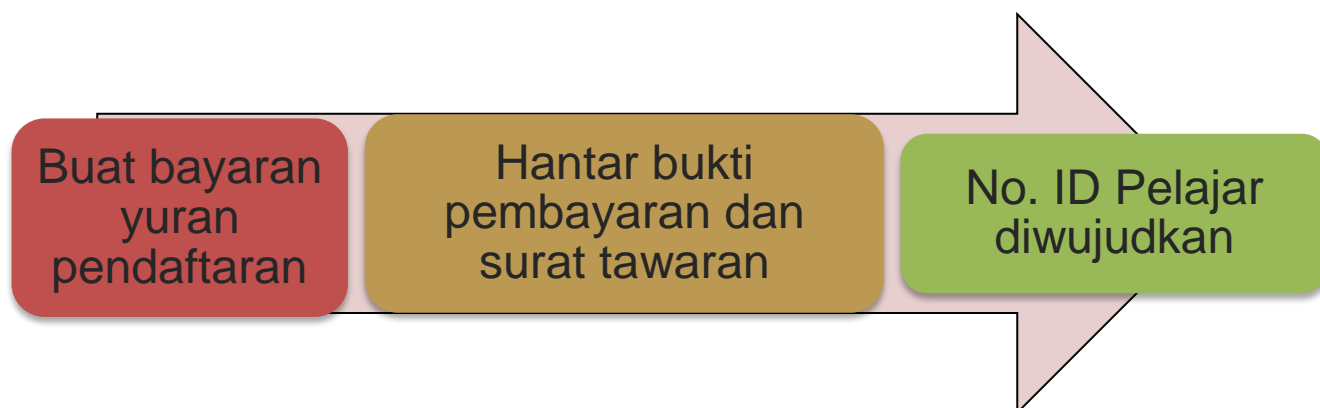 Buat bayaran
yuran
pendaftaran
Hantar bukti
pembayaran dan
surat tawaran
No. ID Pelajar
diwujudkan